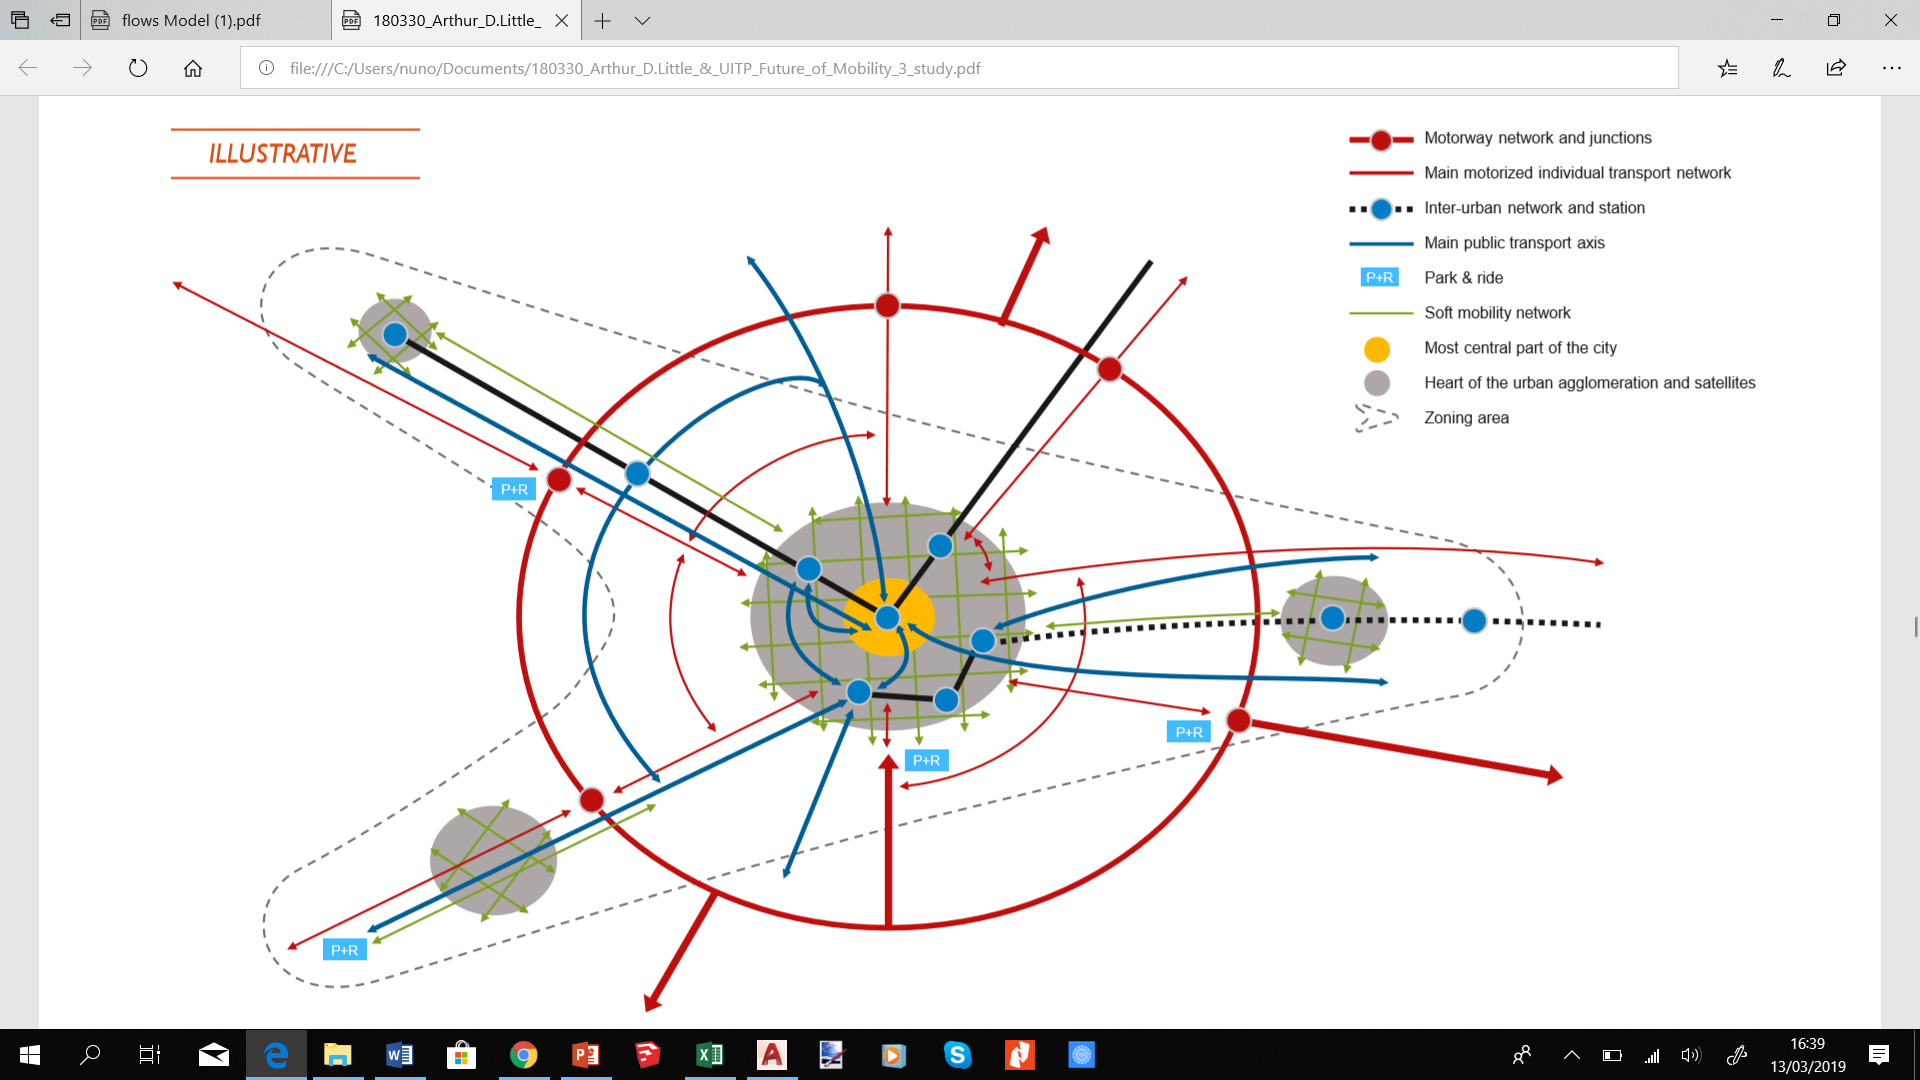 flows Model (1).pdf
180330_Arthur_D.Little_
file:///C:/Users/nuno/Documents/180330_Arthur_D.Little_&_UITP_Future_of_Mobility_3_study.pdf
ILLUSTRATIVE
Motorway network and junctions
Main motorized individual transport network
Inter-urban network and station
Main public transport axis
P+R Park & ride
Soft mobility network
Most central part of the city
Heart of the urban agglomeration and satellites
Zoning area
P+R
P+R
P+R
P+R
16:39
13/03/2019